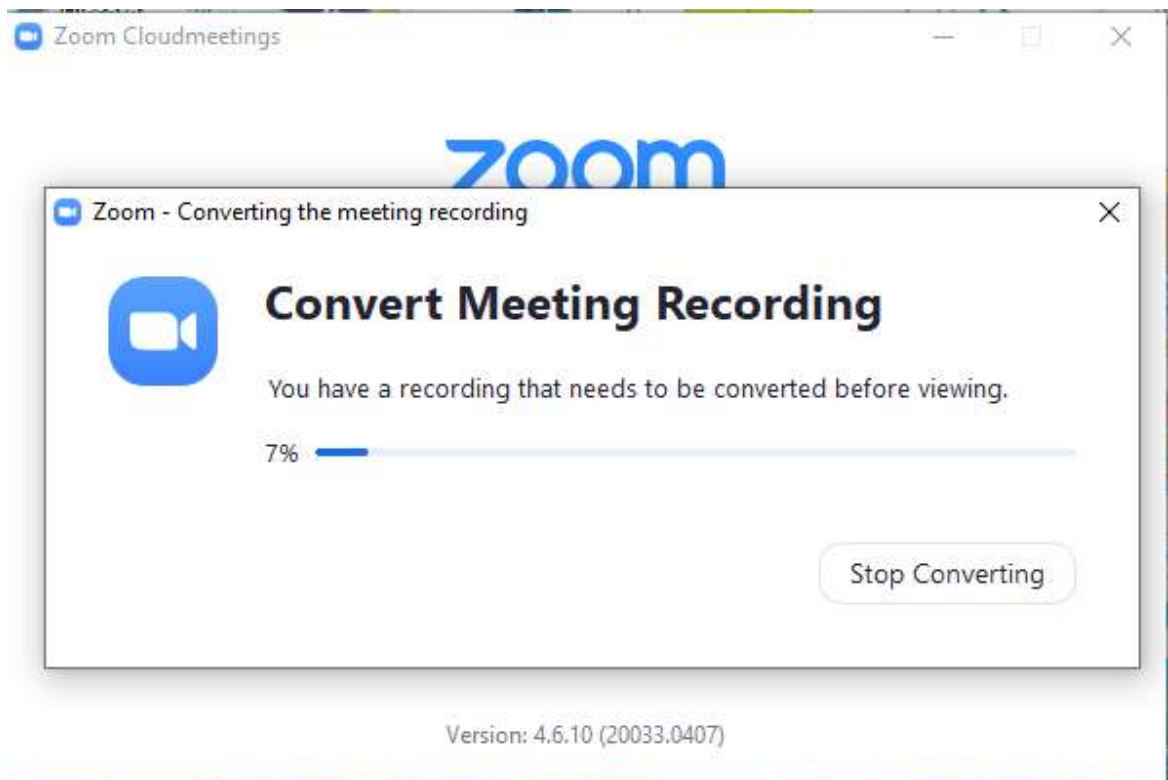 Zoom Cloudmeetings
zoom
Zoom - Converting the meeting recording
Convert Meeting Recording
You have a recording that needs to be converted before viewing.
7%
Stop Converting
Version: 4.6.10 (20033.0407)